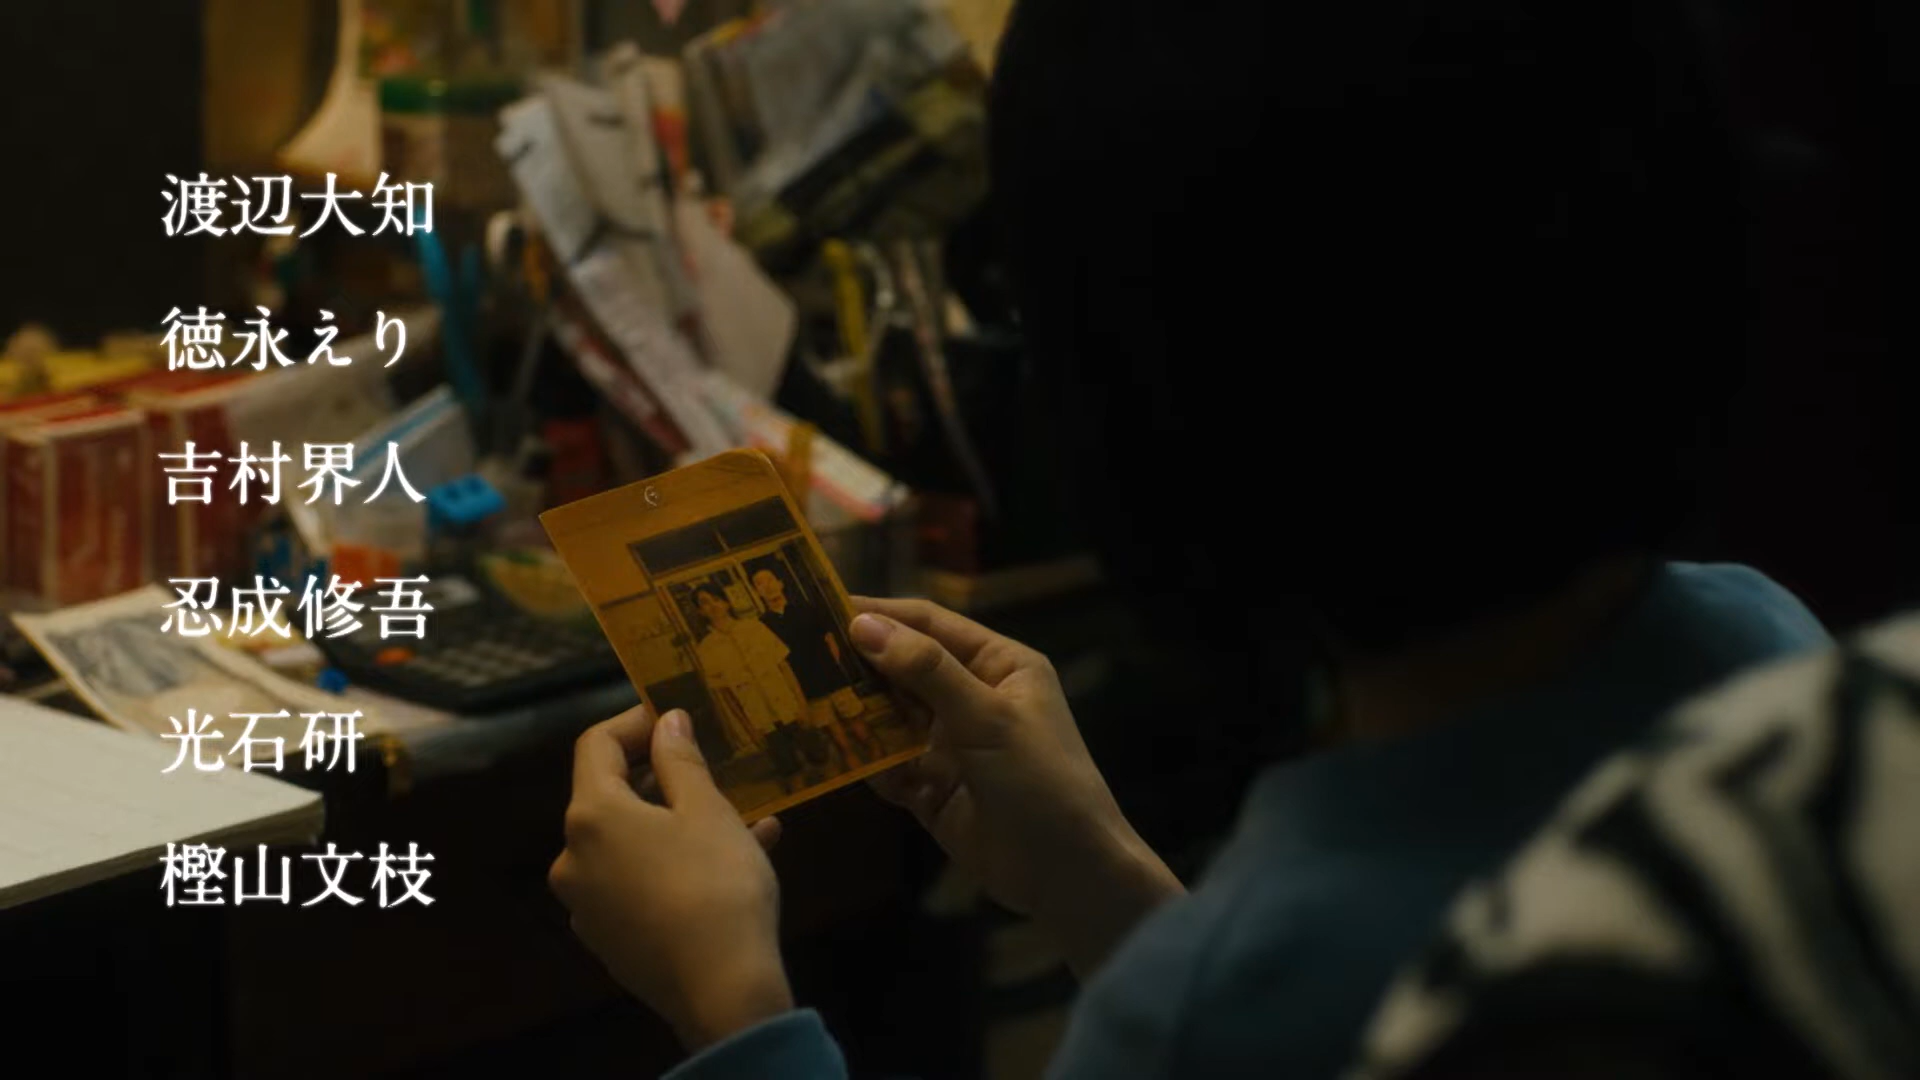 渡辺大知
徳永えり
吉村界人
忍成修吾
光石研
樫山文枝